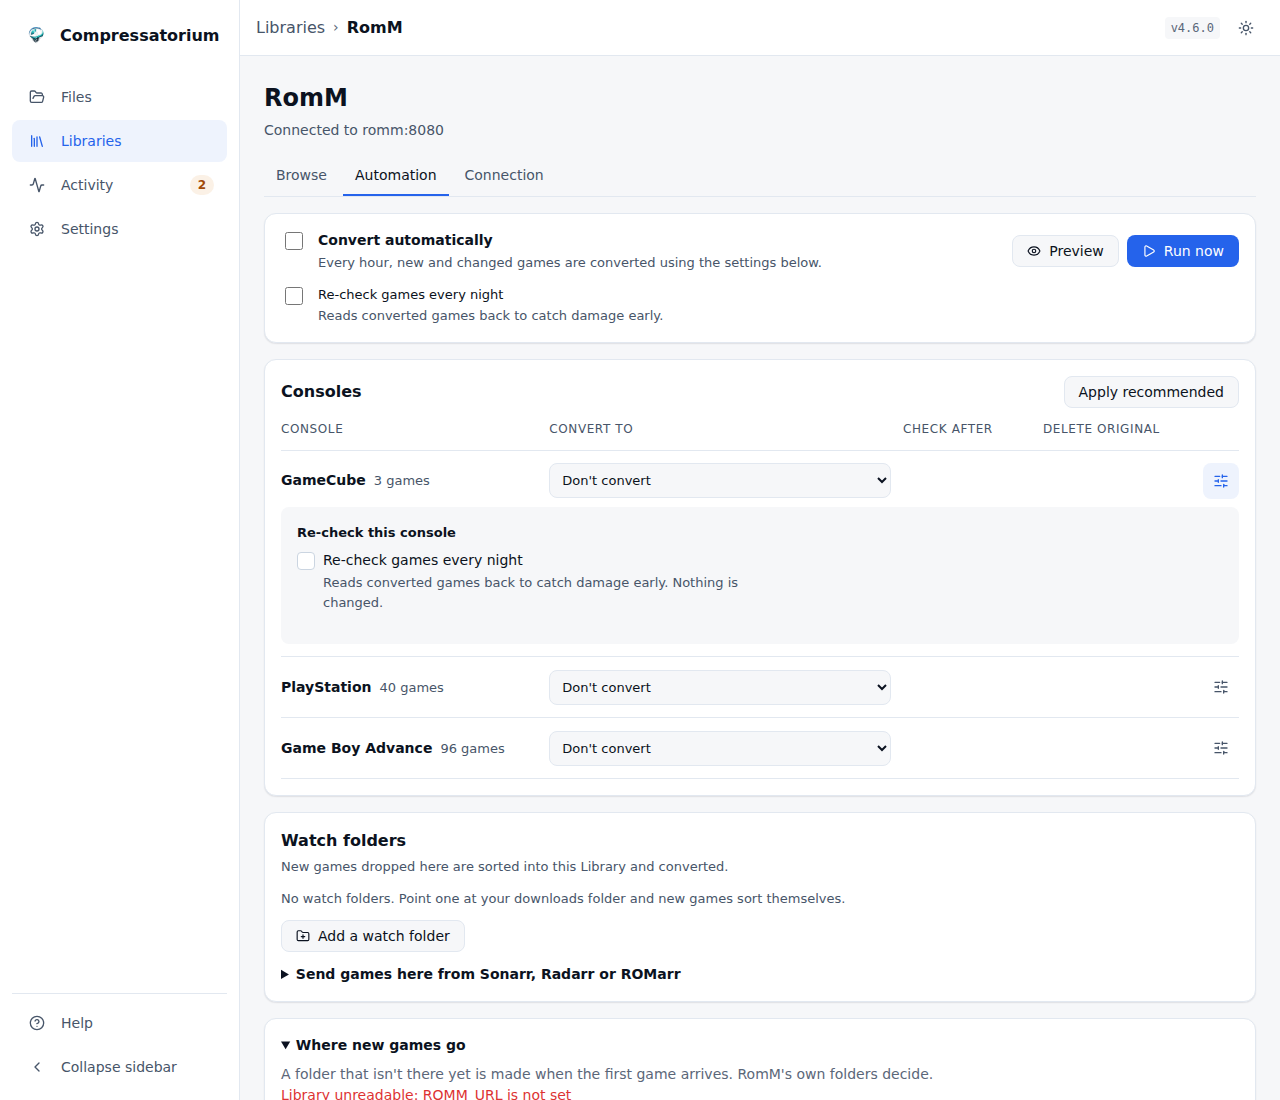 Compressatorium
Libraries › RomM
v4.6.0
Files
Libraries
Activity
2
Settings
Help
Collapse sidebar
RomM
Connected to romm:8080
Browse
Automation
Connection
Convert automatically
Every hour, new and changed games are converted using the settings below.
Preview
Run now
Re-check games every night
Reads converted games back to catch damage early.
Consoles
Apply recommended
CONSOLE
CONVERT TO
CHECK AFTER
DELETE ORIGINAL
GameCube 3 games
Don't convert
Re-check this console
Re-check games every night
Reads converted games back to catch damage early. Nothing is
changed.
PlayStation 40 games
Don't convert
Game Boy Advance 96 games
Don't convert
Watch folders
New games dropped here are sorted into this Library and converted.
No watch folders. Point one at your downloads folder and new games sort themselves.
Add a watch folder
Send games here from Sonarr, Radarr or ROMarr
Where new games go
A folder that isn't there yet is made when the first game arrives. RomM's own folders decide.
Library unreadable: ROMM_URL is not set